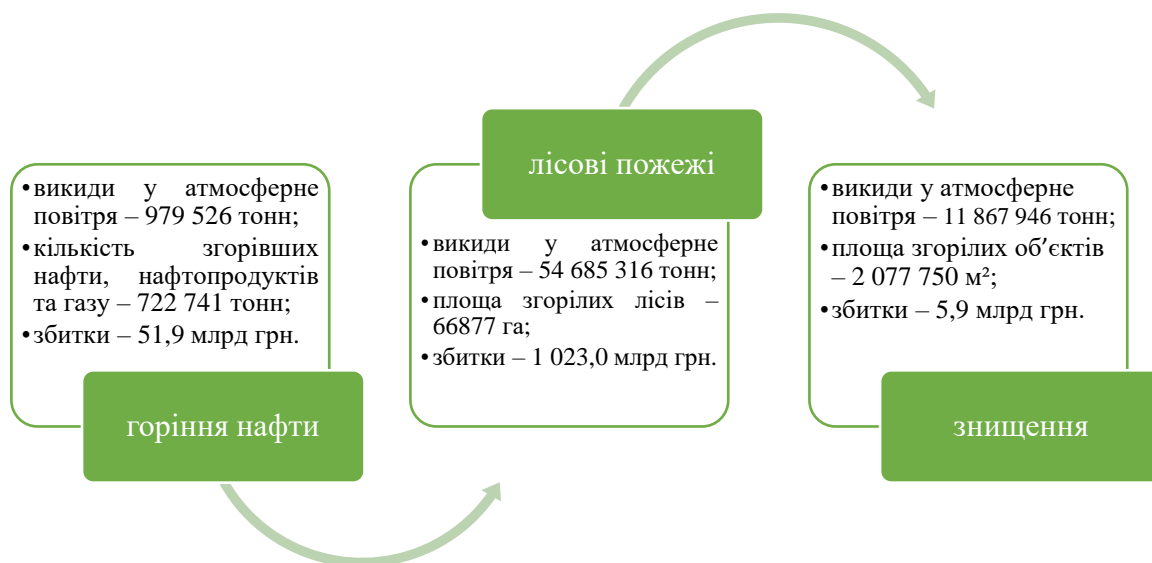 •викиди у атмосферне
повітря – 979 526 тонн;
•кількість згорівших
нафти, нафтопродуктів
та газу – 722 741 тонн;
•збитки – 51,9 млрд грн.
горіння нафти
лісові пожежі
•викиди у атмосферне
повітря – 54 685 316 тонн;
•площа згорілих лісів –
66877 га;
•збитки – 1 023,0 млрд грн.
•викиди у атмосферне
повітря – 11 867 946 тонн;
•площа згорілих об՚єктів
– 2 077 750 м²;
•збитки – 5,9 млрд грн.
знищення